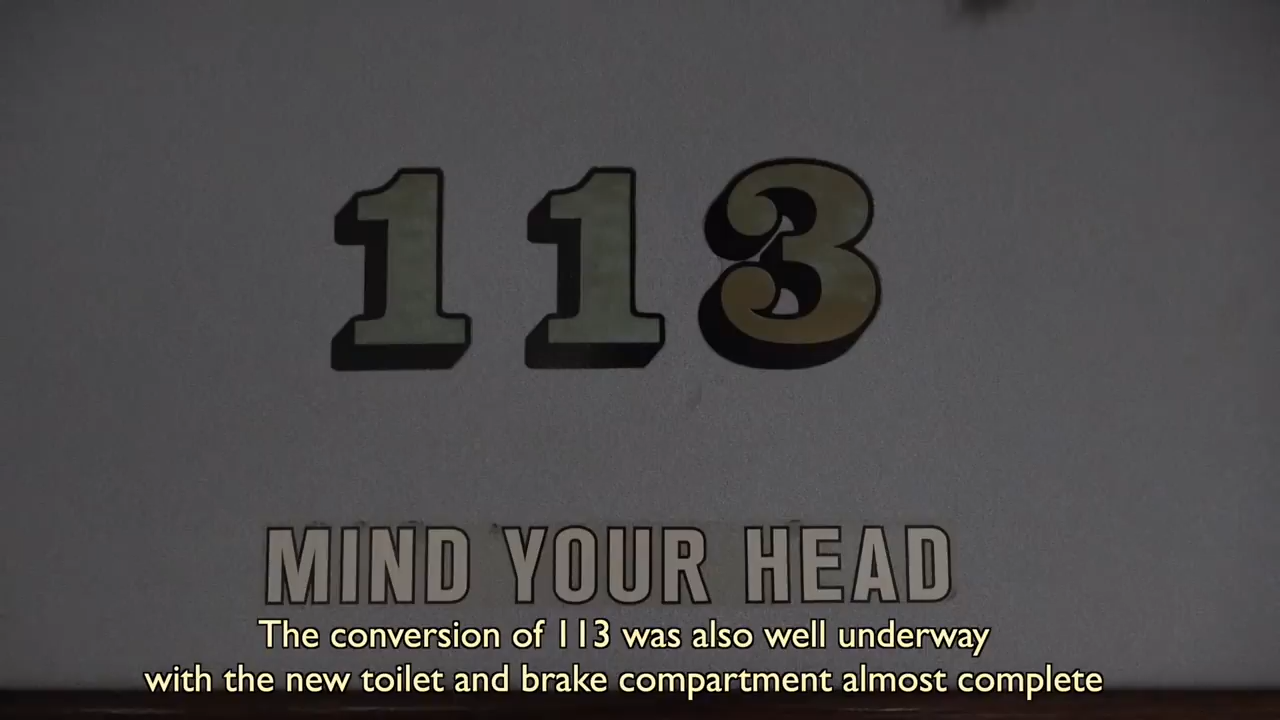 113
MIND YOUR HEAD
The conversion of 113 was also well underway
with the new toilet and brake compartment almost complete